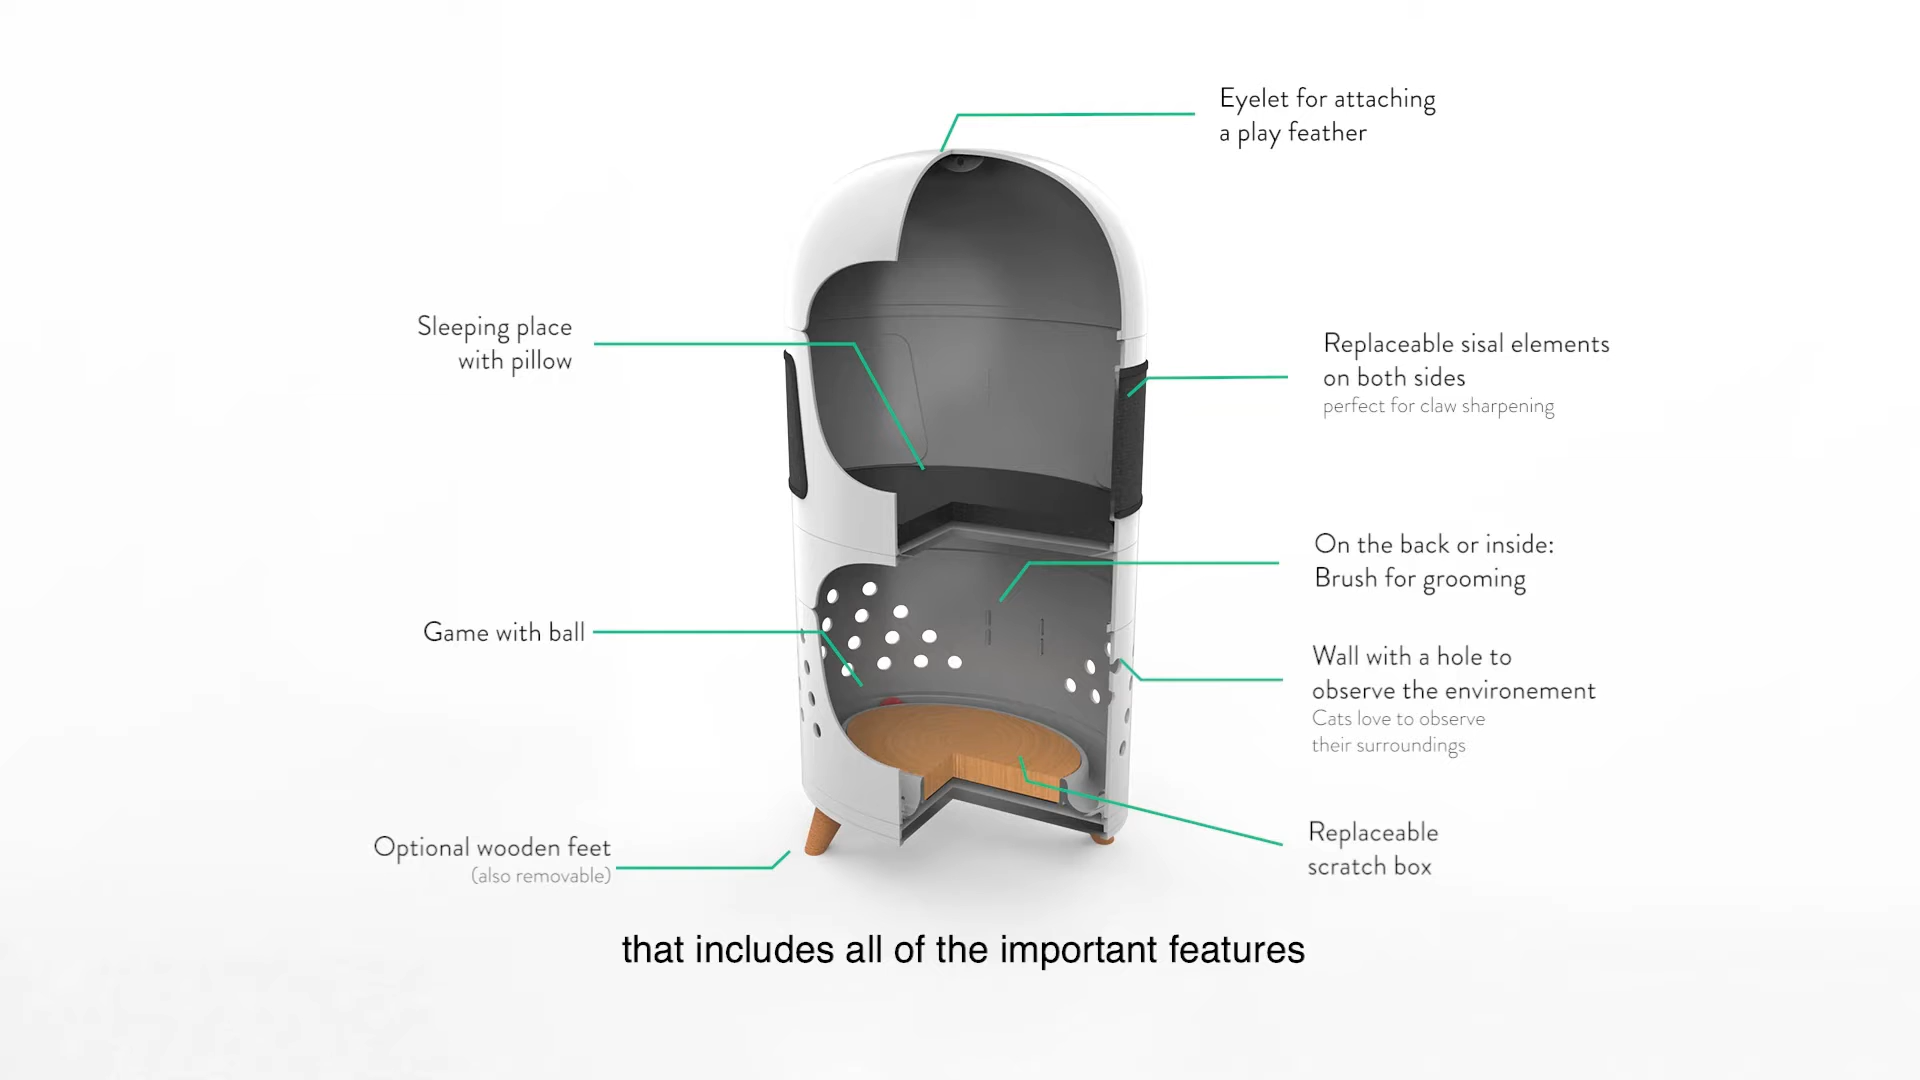 Eyelet for attaching
a play feather
Sleeping place
with pillow
Replaceable sisal elements
on both sides
perfect for claw sharpening
On the back or inside:
Brush for grooming
Game with ball
Wall with a hole to
observe the environement
Cats love to observe
their surroundings
Optional wooden feet
(also removable)
Replaceable
scratch box
that includes all of the important features